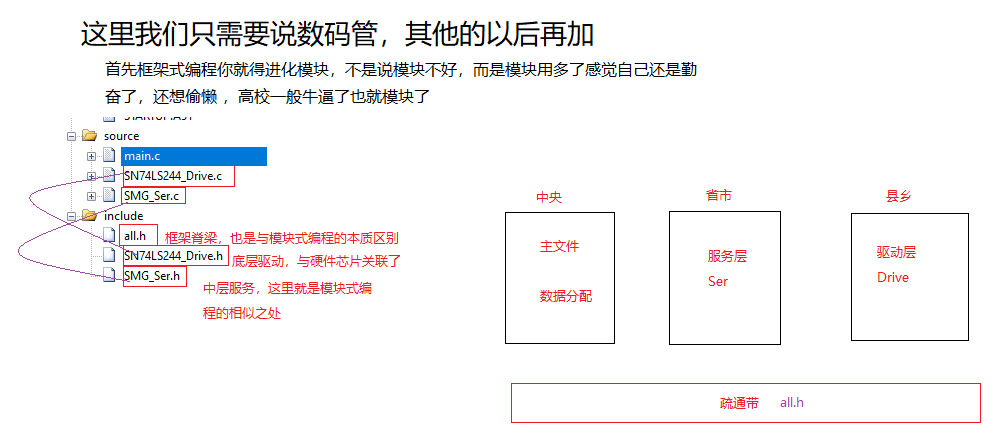 这里我们只需要说数码管，其他的以后再加
首先框架式编程你就得进化模块，不是说模块不好，而是模块用多了感觉自己还是勤
奋了，还想偷懒 ，高校一般牛逼了也就模块了
source
main.c
SN74LS244_Drive.c
SMG_Ser.c
include
all.h
框架脊梁，也是与模块式编程的本质区别
SN74LS244_Drive.h
底层驱动，与硬件芯片关联了
SMG_Ser.h
中层服务，这里就是模块式编
程的相似之处
中央
省市
县乡
主文件
数据分配
服务层
Ser
驱动层
Drive
疏通带 all.h